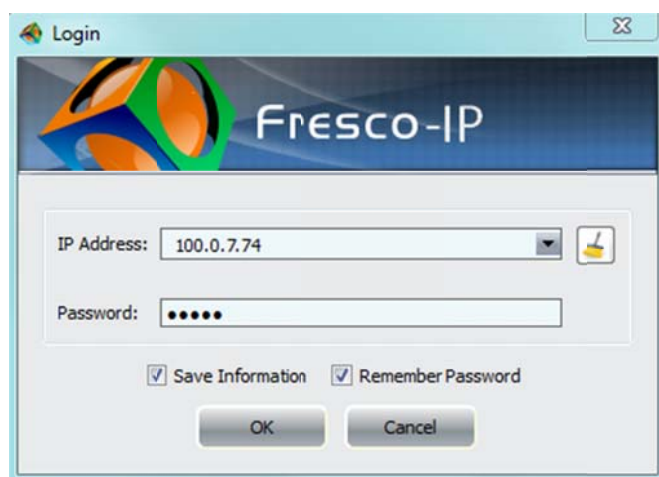 Login
Fresco-IP
IP Address: 100.0.7.74
Password: •••••
Save Information Remember Password
OK Cancel